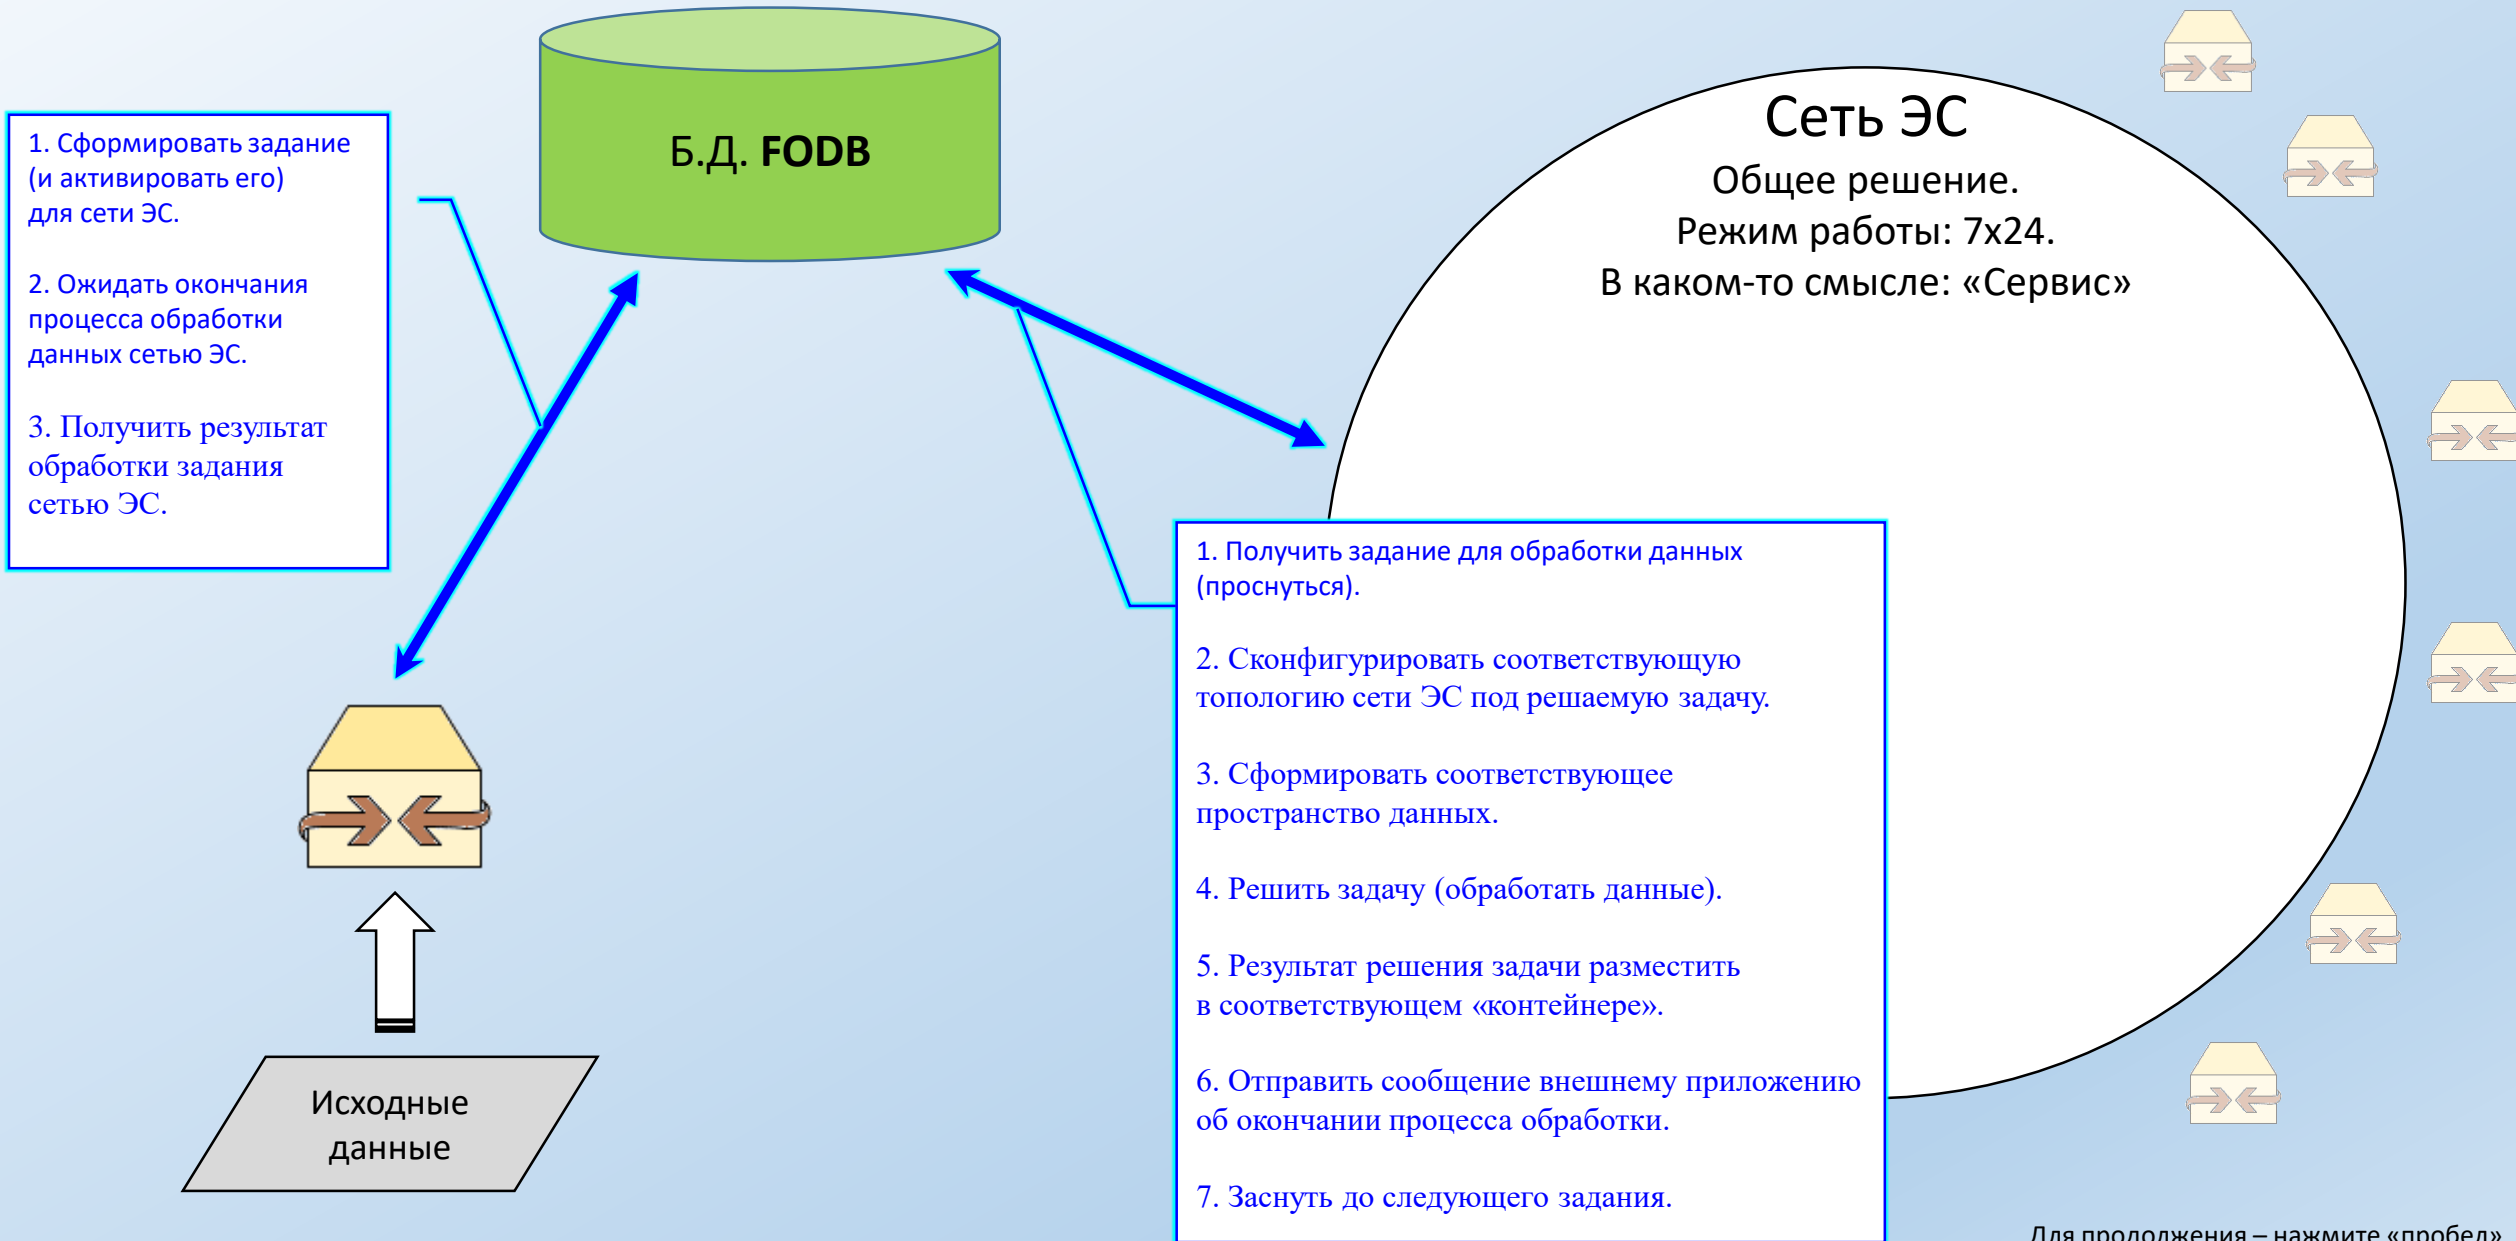 Б.Д. FODB
1. Сформировать задание
(и активировать его)
для сети ЭС.
2. Ожидать окончания
процесса обработки
данных сетью ЭС.
3. Получить результат
обработки задания
сетью ЭС.
Сеть ЭС
Общее решение.
Режим работы: 7х24.
В каком-то смысле: «Сервис»
1. Получить задание для обработки данных
(проснуться).
2. Сконфигурировать соответствующую
топологию сети ЭС под решаемую задачу.
3. Сформировать соответствующее
пространство данных.
4. Решить задачу (обработать данные).
5. Результат решения задачи разместить
в соответствующем «контейнере».
6. Отправить сообщение внешнему приложению
об окончании процесса обработки.
7. Заснуть до следующего задания.
Исходные
данные
Для продолжения – нажмите «пробел»